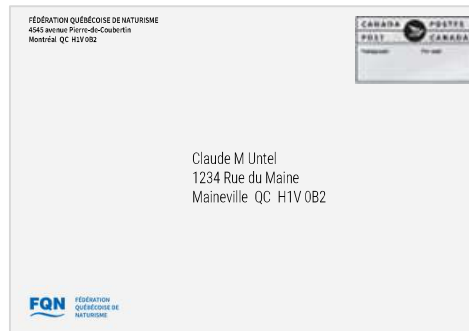 FÉDÉRATION QUÉBÉCOISE DE NATURISME
4545 avenue Pierre-de-Coubertin
Montréal QC H1V 0B2
CANADA POSTES
POST CANADA
Claude M Untel
1234 Rue du Maine
Maineville QC H1V 0B2
FQN
FÉDÉRATION
QUÉBÉCOISE DE
NATURISME